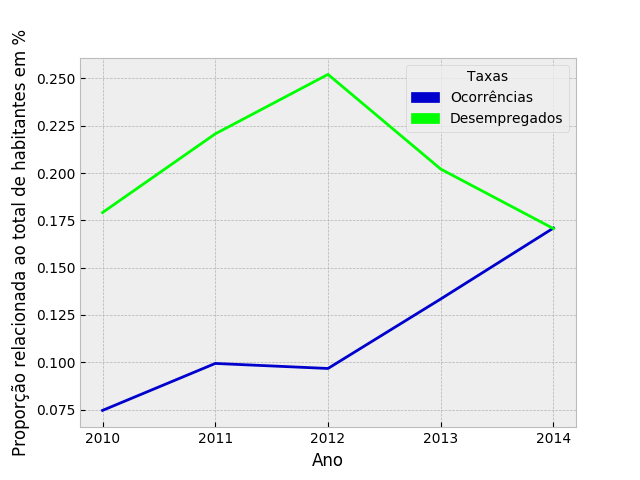 Proporção relacionada ao total de habitantes em %
0.250
0.225
0.200
0.175
0.150
0.125
0.100
0.075
Taxas
Ocorrências
Desempregados
2010 2011 2012 2013 2014
Ano